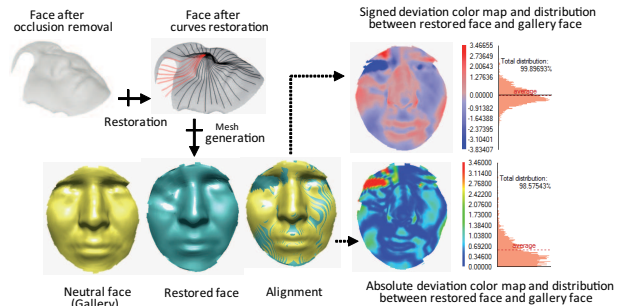 Face after
occlusion removal
Face after
curves restoration
Signed deviation color map and distribution
between restored face and gallery face
Restoration
Mesh
generation
3.46655
2.73599
2.00643
1.27636
0.00000
-0.91382
-1.64388
-2.37395
-3.10401
-3.83407
Total distribution:
99.89693%
average
3.46000
3.11400
2.76800
2.42200
2.07600
1.73000
1.38400
1.03800
0.69200
0.34600
0.00000
Total distribution:
98.57543%
average
Neutral face
(Gallery)
Restored face
Alignment
Absolute deviation color map and distribution
between restored face and gallery face